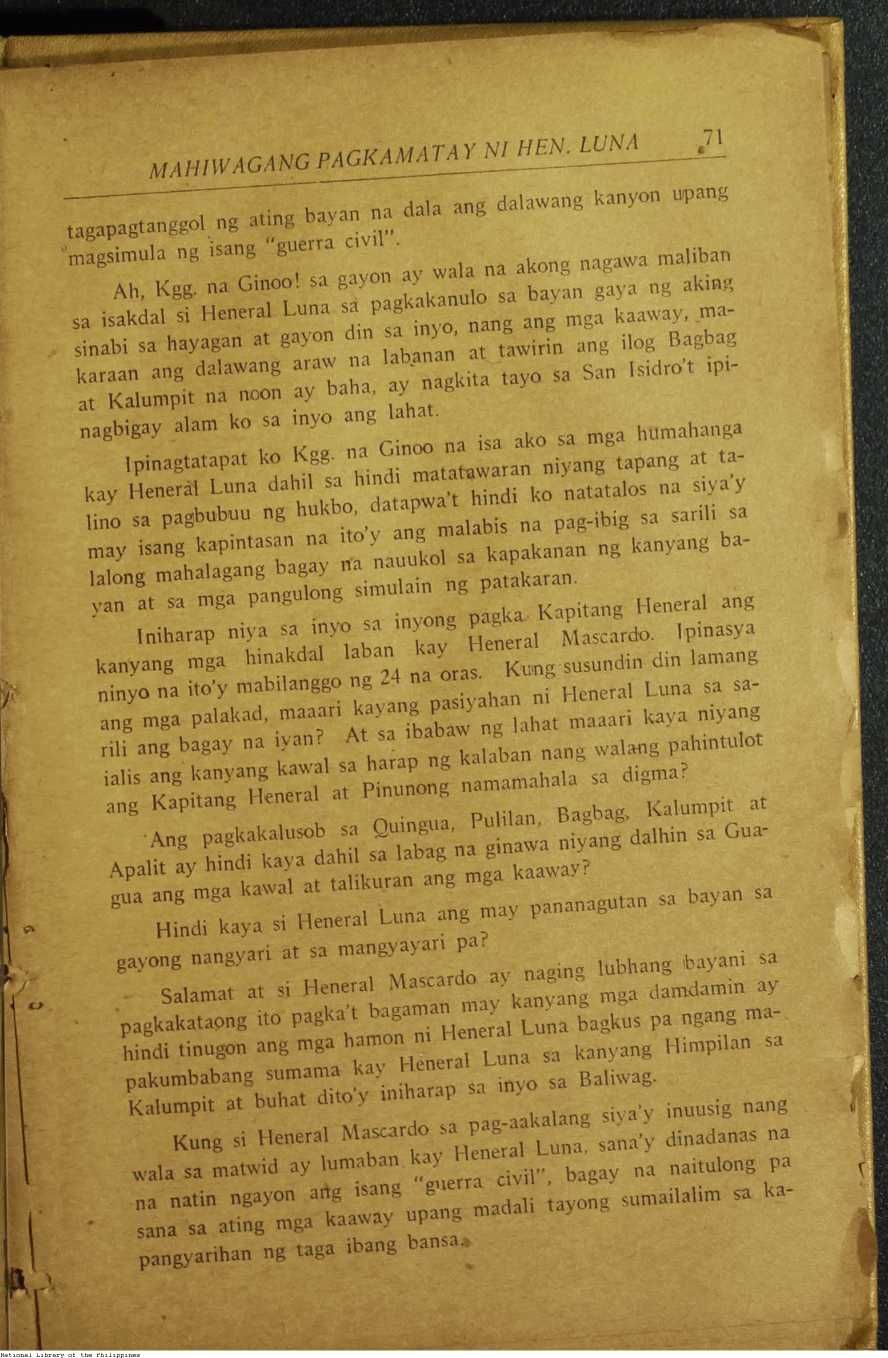 MAHIWAGANG PAGKAMATAY NI HEN. LUNA 71
tagapagtanggol ng ating bayan na dala ang dalawang kanyon upang
magsimula ng isang "guerra civil".
Ah, Kgg. na Ginoo! sa gayon ay wala na akong nagawa maliban
sa isakdal si Heneral Luna sa pagkakanulo sa bayan gaya ng aking
sinabi sa hayagan at gayon din sa inyo, nang ang mga kaaway, ma-
karaan ang dalawang araw na labanan at tawirin ang ilog Bagbag
at Kalumpit na noon ay baha, ay nagkita tayo sa San Isidro't ipi-
nagbigay alam ko sa inyo ang lahat.
Ipinagtatapat ko Kgg. na Ginoo na isa ako sa mga humahanga
kay Heneral Luna dahil sa hindi matatawaran niyang tapang at ta-
lino sa pagbubuu ng hukbo, datapwa't hindi ko natatalos na siya'y
may isang kapintasan na ito'y ang malabis na pag-ibig sa sarili sa
lalong mahalagang bagay na nauukol sa kapakanan ng kanyang ba-
yan at sa mga pangulong simulain ng patakaran.
Iniharap niya sa inyo sa inyong pagka Kapitang Heneral ang
kanyang mga hinakdal laban kay Heneral Mascardo. Ipinasya
ninyo na ito'y mabilanggo ng 24 na oras. Kung susundin din lamang
ang mga palakad, maaari kayang pasiyahan ni Heneral Luna sa sa-
rili ang bagay na iyan? At sa ibabaw ng lahat maaari kaya niyang
ialis ang kanyang kawal sa harap ng kalaban nang walang pahintulot
ang Kapitang Heneral at Pinunong namamahala sa digma?
Ang pagkakalusob sa Quingua, Pulilan, Bagbag, Kalumpit at
Apalit ay hindi kaya dahil sa labag na ginawa niyang dalhin sa Gua-
gua ang mga kawal at talikuran ang mga kaaway?
Hindi kaya si Heneral Luna ang may pananagutan sa bayan sa
gayong nangyari at sa mangyayari pa?
Salamat at si Heneral Mascardo ay naging lubhang bayani sa
pagkakataong ito pagka't bagaman may kanyang mga damdamin ay
hindi tinugon ang mga hamon ni Heneral Luna bagkus pa ngang ma-
pakumbabang sumama kay Heneral Luna sa kanyang Himpilan sa
Kalumpit at buhat dito'y iniharap sa inyo sa Baliwag.
Kung si Heneral Mascardo sa pag-aakalang siya'y inuusig nang
wala sa matwid ay lumaban kay Heneral Luna, sana'y dinadanas na
na natin ngayon ang isang "guerra civil", bagay na naitulong pa
sana sa ating mga kaaway upang madali tayong sumailalim sa ka-
pangyarihan ng taga ibang bansa.
National Library of the Philippines